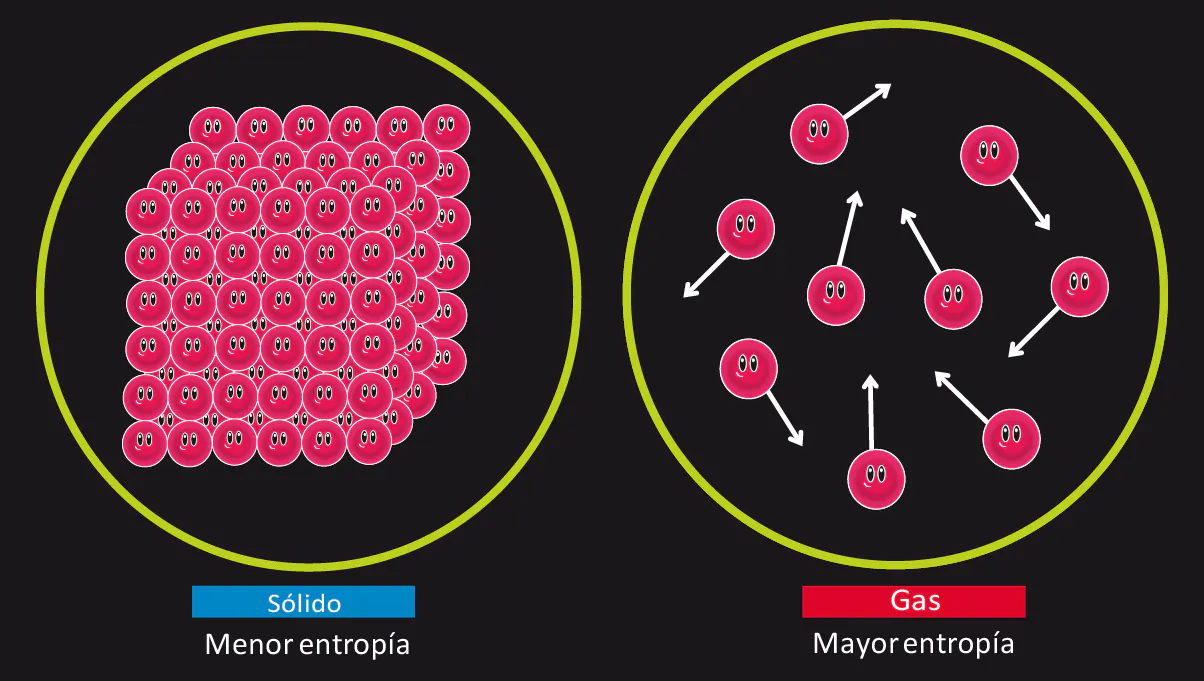 Sólido
Menor entropía
Gas
Mayor entropía